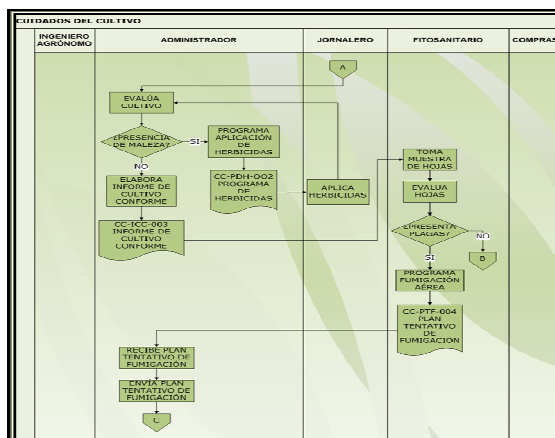 CUIDADOS DEL CULTIVO
INGENIERO
AGRÓNOMO
ADMINISTRADOR
JORNALERO
FITOSANITARIO
COMPRAS
A
EVALÚA
CULTIVO
¿PRESENCIA
DE MALEZA?
SI
PROGRAMA
APLICACIÓN
DE
HERBICIDAS
NO
ELABORA
INFORME DE
CULTIVO
CONFORME
CC-PDH-002
PROGRAMA
DE
HERBICIDAS
APLICA
HERBICIDAS
CC-ICC-003
INFORME DE
CULTIVO
CONFORME
TOMA
MUESTRA
DE HOJAS
EVALUA
HOJAS
¿PRESENTA
PLAGAS?
NO
B
SI
PROGRAMA
FUMIGACIÓN
AÉREA
CC-PTF-004
PLAN
TENTATIVO
DE
FUMIGACIÓN
RECIBE PLAN
TENTATIVO DE
FUMIGACIÓN
ENVÍA PLAN
TENTATIVO DE
FUMIGACIÓN
C